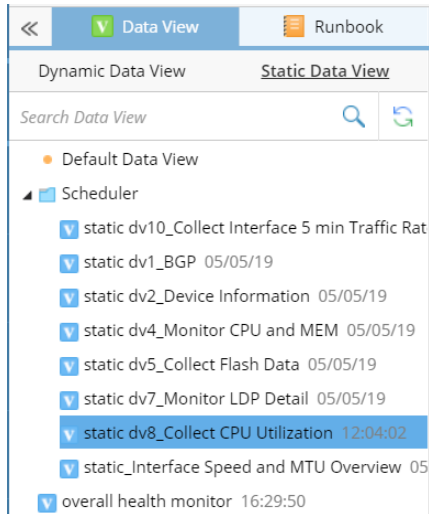 Data View Runbook
Dynamic Data View Static Data View
Search Data View
Default Data View
Scheduler
static dv10_Collect Interface 5 min Traffic Rat
static dv1_BGP 05/05/19
static dv2_Device Information 05/05/19
static dv4_Monitor CPU and MEM 05/05/19
static dv5_Collect Flash Data 05/05/19
static dv7_Monitor LDP Detail 05/05/19
static dv8_Collect CPU Utilization 12:04:02
static_Interface Speed and MTU Overview 05
overall health monitor 16:29:50